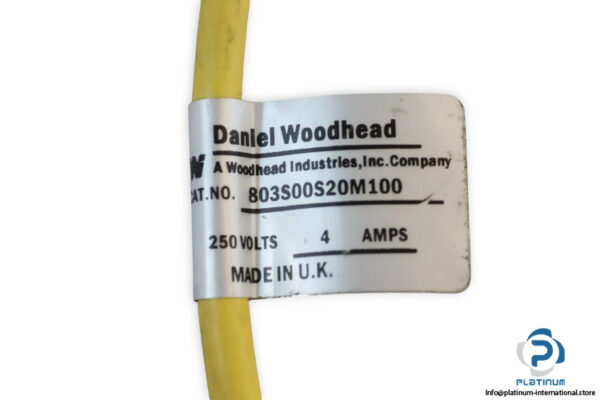 Daniel Woodhead
W A Woodhead Industries,Inc.Company
CAT.NO. 803S00S20M100
250 VOLTS 4 AMPS
MADE IN U.K.
PLATINUM
Info@platinum-international.store